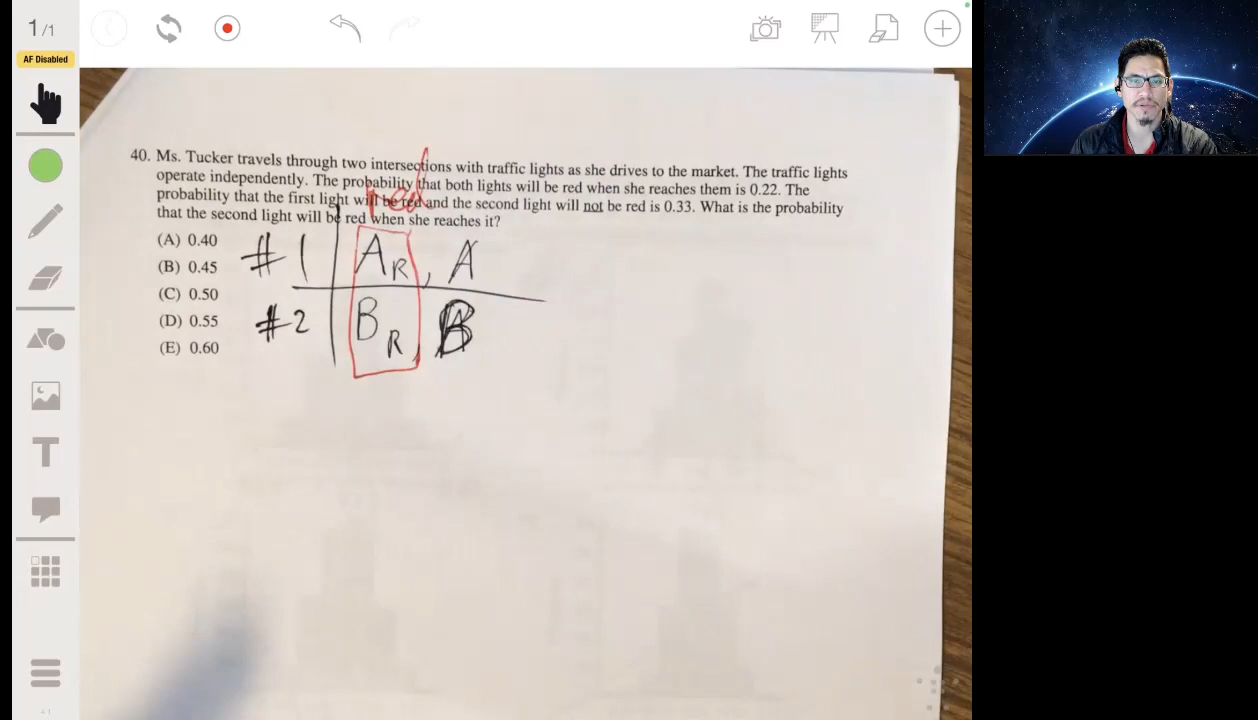 1/1
AF Disabled
T
40. Ms. Tucker travels through two intersections with traffic lights as she drives to the market. The traffic lights
operate independently. The probability that both lights will be red when she reaches them is 0.22. The
probability that the first light will be red and the second light will not be red is 0.33. What is the probability
that the second light will be red when she reaches it?
red
(A) 0.40
(B) 0.45
(C) 0.50
(D) 0.55
(E) 0.60
#1 AR, A
#2 BR, B